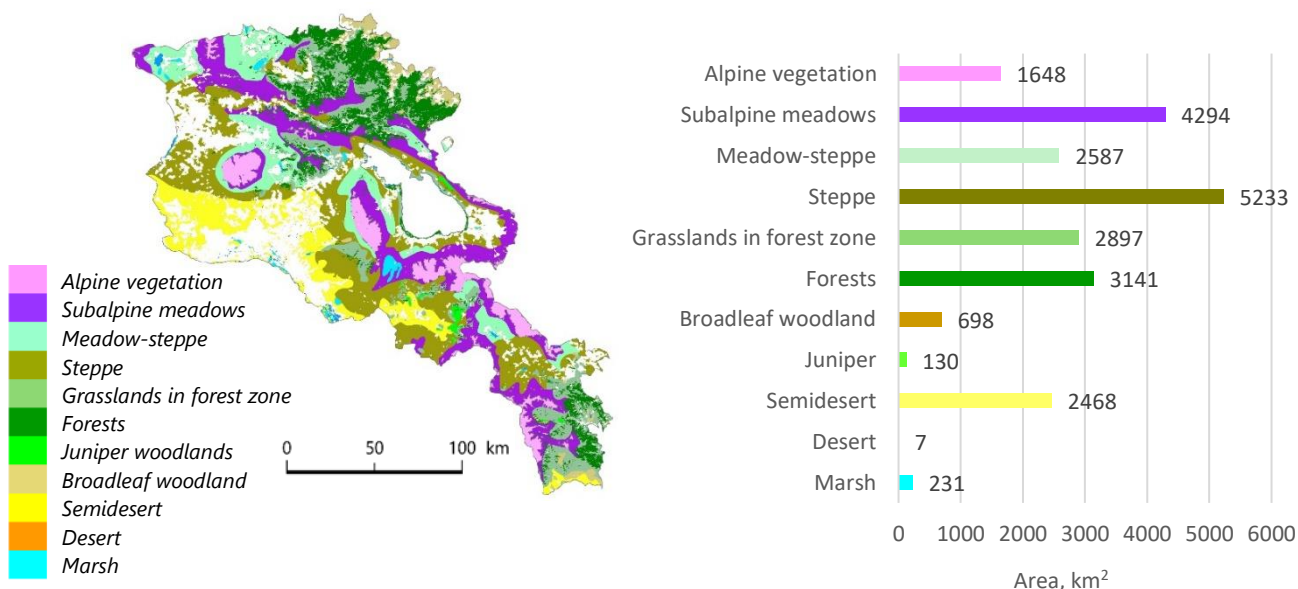 Alpine vegetation
Subalpine meadows
Meadow-steppe
Steppe
Grasslands in forest zone
Forests
Juniper woodlands
Broadleaf woodland
Semidesert
Desert
Marsh
0 50 100 km
Alpine vegetation 1648
Subalpine meadows 4294
Meadow-steppe 2587
Steppe 5233
Grasslands in forest zone 2897
Forests 3141
Broadleaf woodland 698
Juniper 130
Semidesert 2468
Desert 7
Marsh 231
0 1000 2000 3000 4000 5000 6000
Area, km²